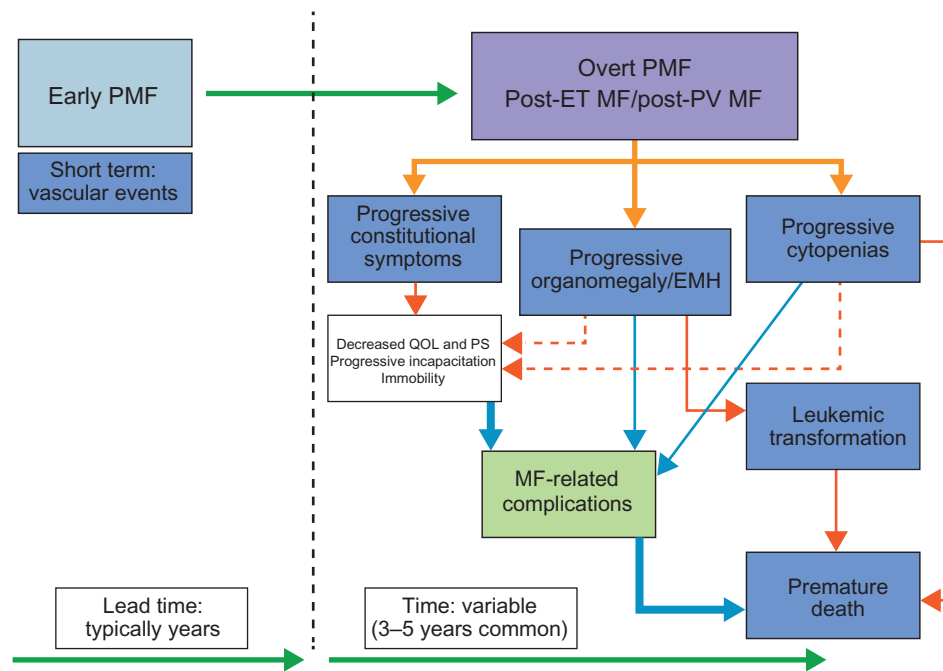 Early PMF
Short term:
vascular events
Overt PMF
Post-ET MF/post-PV MF
Progressive
constitutional
symptoms
Progressive
organomegaly/EMH
Progressive
cytopenias
Decreased QOL and PS
Progressive incapacitation
Immobility
Leukemic
transformation
MF-related
complications
Premature
death
Lead time:
typically years
Time: variable
(3–5 years common)